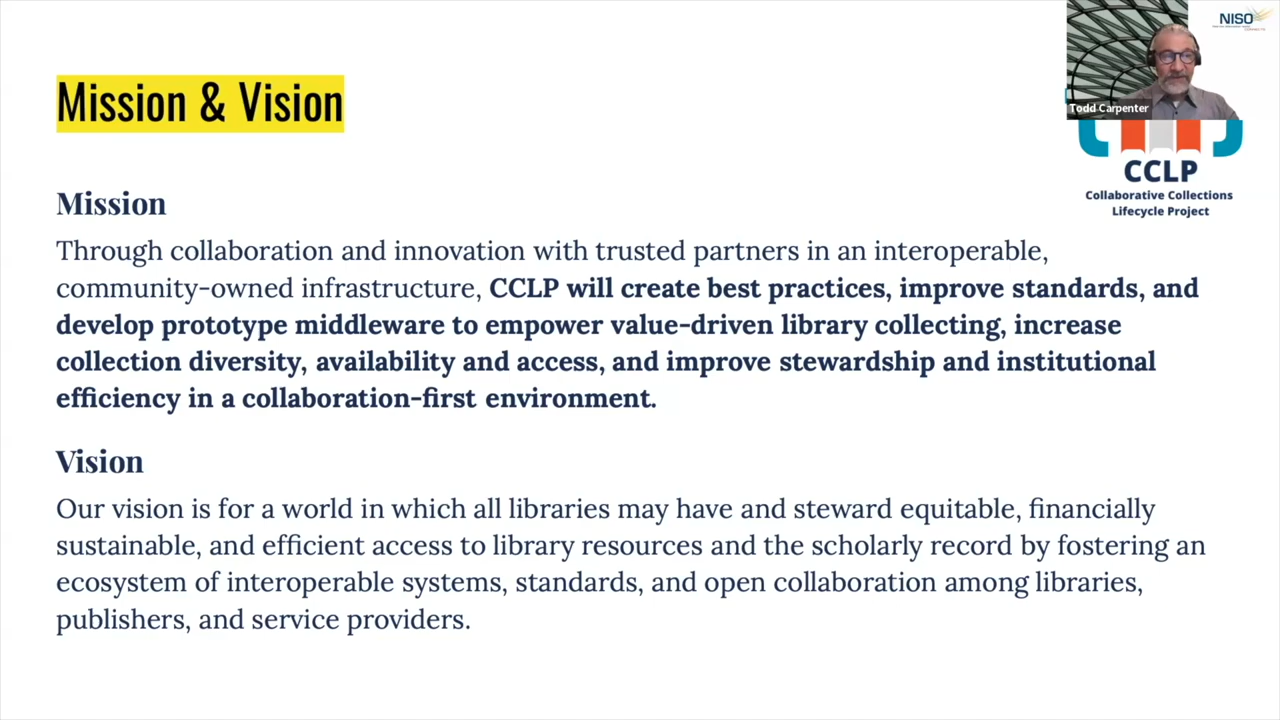 NISO
Todd Carpenter
Mission & Vision
CCLP
Collaborative Collections
Lifecycle Project
Mission
Through collaboration and innovation with trusted partners in an interoperable,
community-owned infrastructure, CCLP will create best practices, improve standards, and
develop prototype middleware to empower value-driven library collecting, increase
collection diversity, availability and access, and improve stewardship and institutional
efficiency in a collaboration-first environment.
Vision
Our vision is for a world in which all libraries may have and steward equitable, financially
sustainable, and efficient access to library resources and the scholarly record by fostering an
ecosystem of interoperable systems, standards, and open collaboration among libraries,
publishers, and service providers.